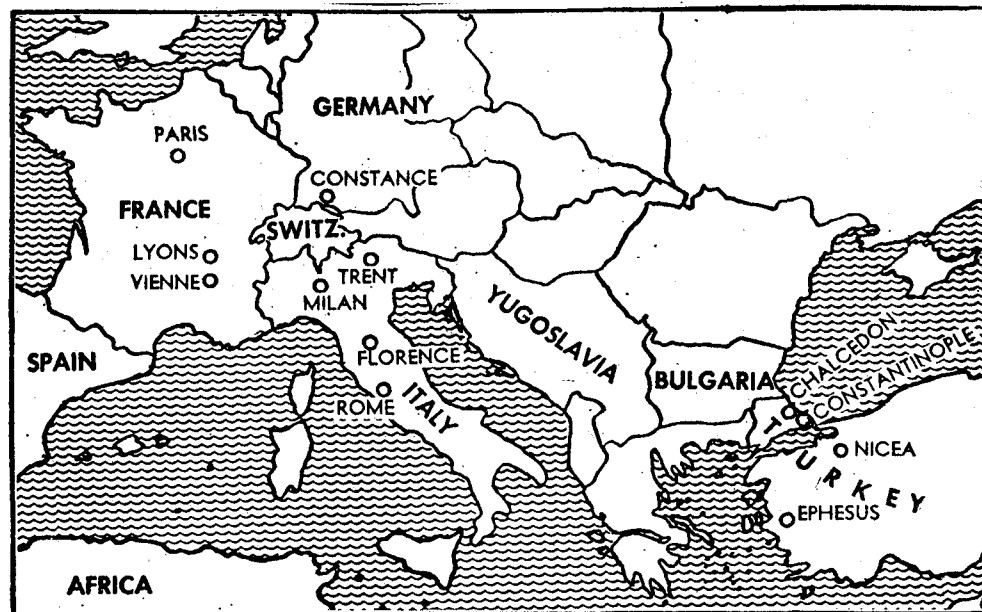 GERMANY
PARIS
CONSTANCE
FRANCE
SWITZ.
LYONS
TRENT
VIENNE
MILAN
YUGOSLAVIA
CHALCEDON
CONSTANTINOPLE
SPAIN
FLORENCE
BULGARIA
ROME
ITALY
TURKEY
NICEA
EPHESUS
AFRICA